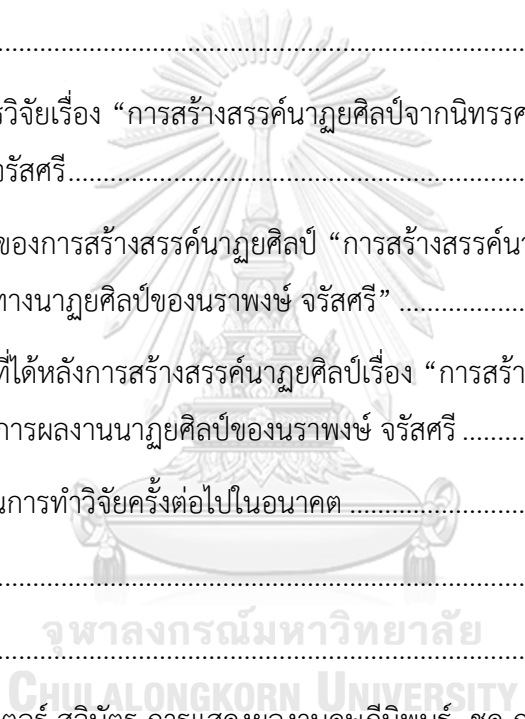 ..........................................................................
รวิจัยเรื่อง “การสร้างสรรค์นาฏยศิลป์จากนิทรรศ
จรัสศรี..........................................................................
ของการสร้างสรรค์นาฏยศิลป์ “การสร้างสรรค์นา
ทางนาฏยศิลป์ของนราพงษ์ จรัสศรี” ......................
ที่ได้หลังการสร้างสรรค์นาฏยศิลป์เรื่อง “การสร้า
การผลงานนาฏยศิลป์ของนราพงษ์ จรัสศรี ..........
นการทำวิจัยครั้งต่อไปในอนาคต ..............................
..........................................................................
จุฬาลงกรณ์มหาวิทยาลัย
..........................................................................
CHULALONGKORN UNIVERSITY